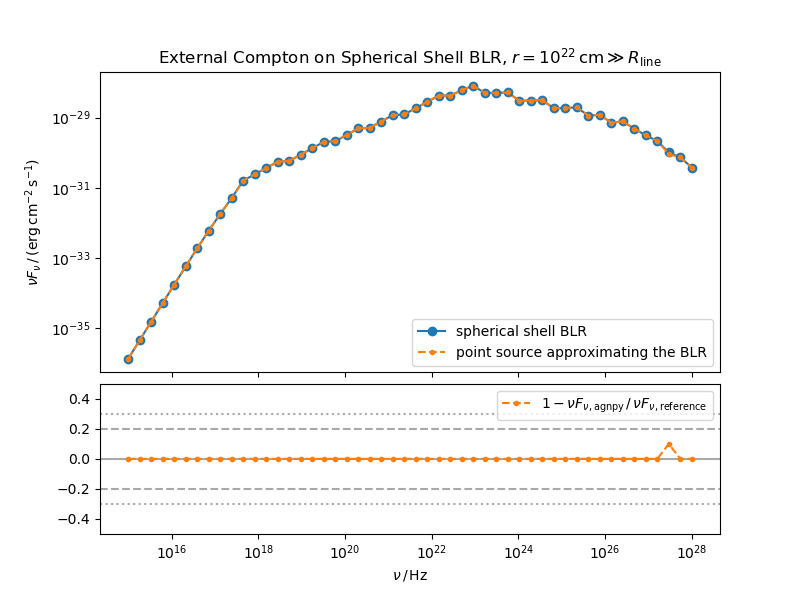 External Compton on Spherical Shell BLR, r = 10²² cm ≫ R_line
10⁻²⁹
10⁻³¹
10⁻³³
10⁻³⁵
νF_ν / (erg cm⁻² s⁻¹)
spherical shell BLR
point source approximating the BLR
0.4
0.2
0.0
−0.2
−0.4
1 − νF_ν, agnpy / νF_ν, reference
10¹⁶ 10¹⁸ 10²⁰ 10²² 10²⁴ 10²⁶ 10²⁸
ν / Hz